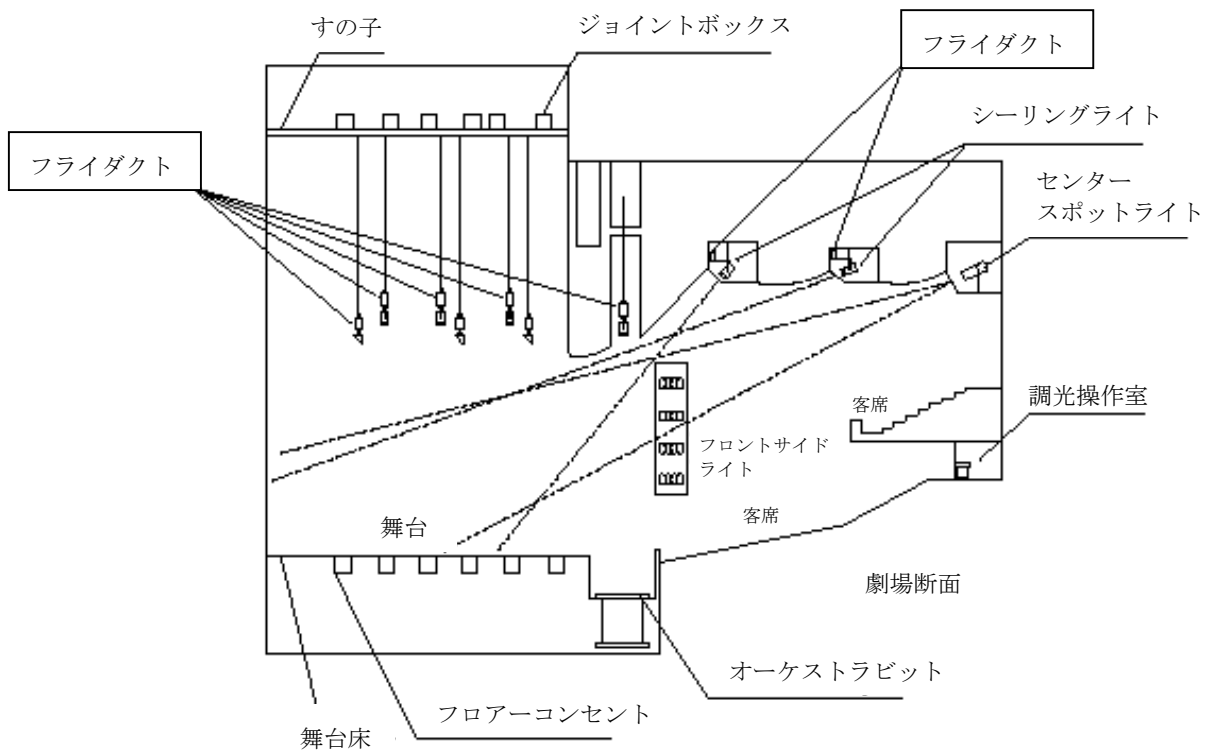 すの子
ジョイントボックス
フライダクト
シーリングライト
フライダクト
センター
スポットライト
調光操作室
客席
フロントサイド
ライト
客席
舞台
劇場断面
オーケストラビット
フロアーコンセント
舞台床